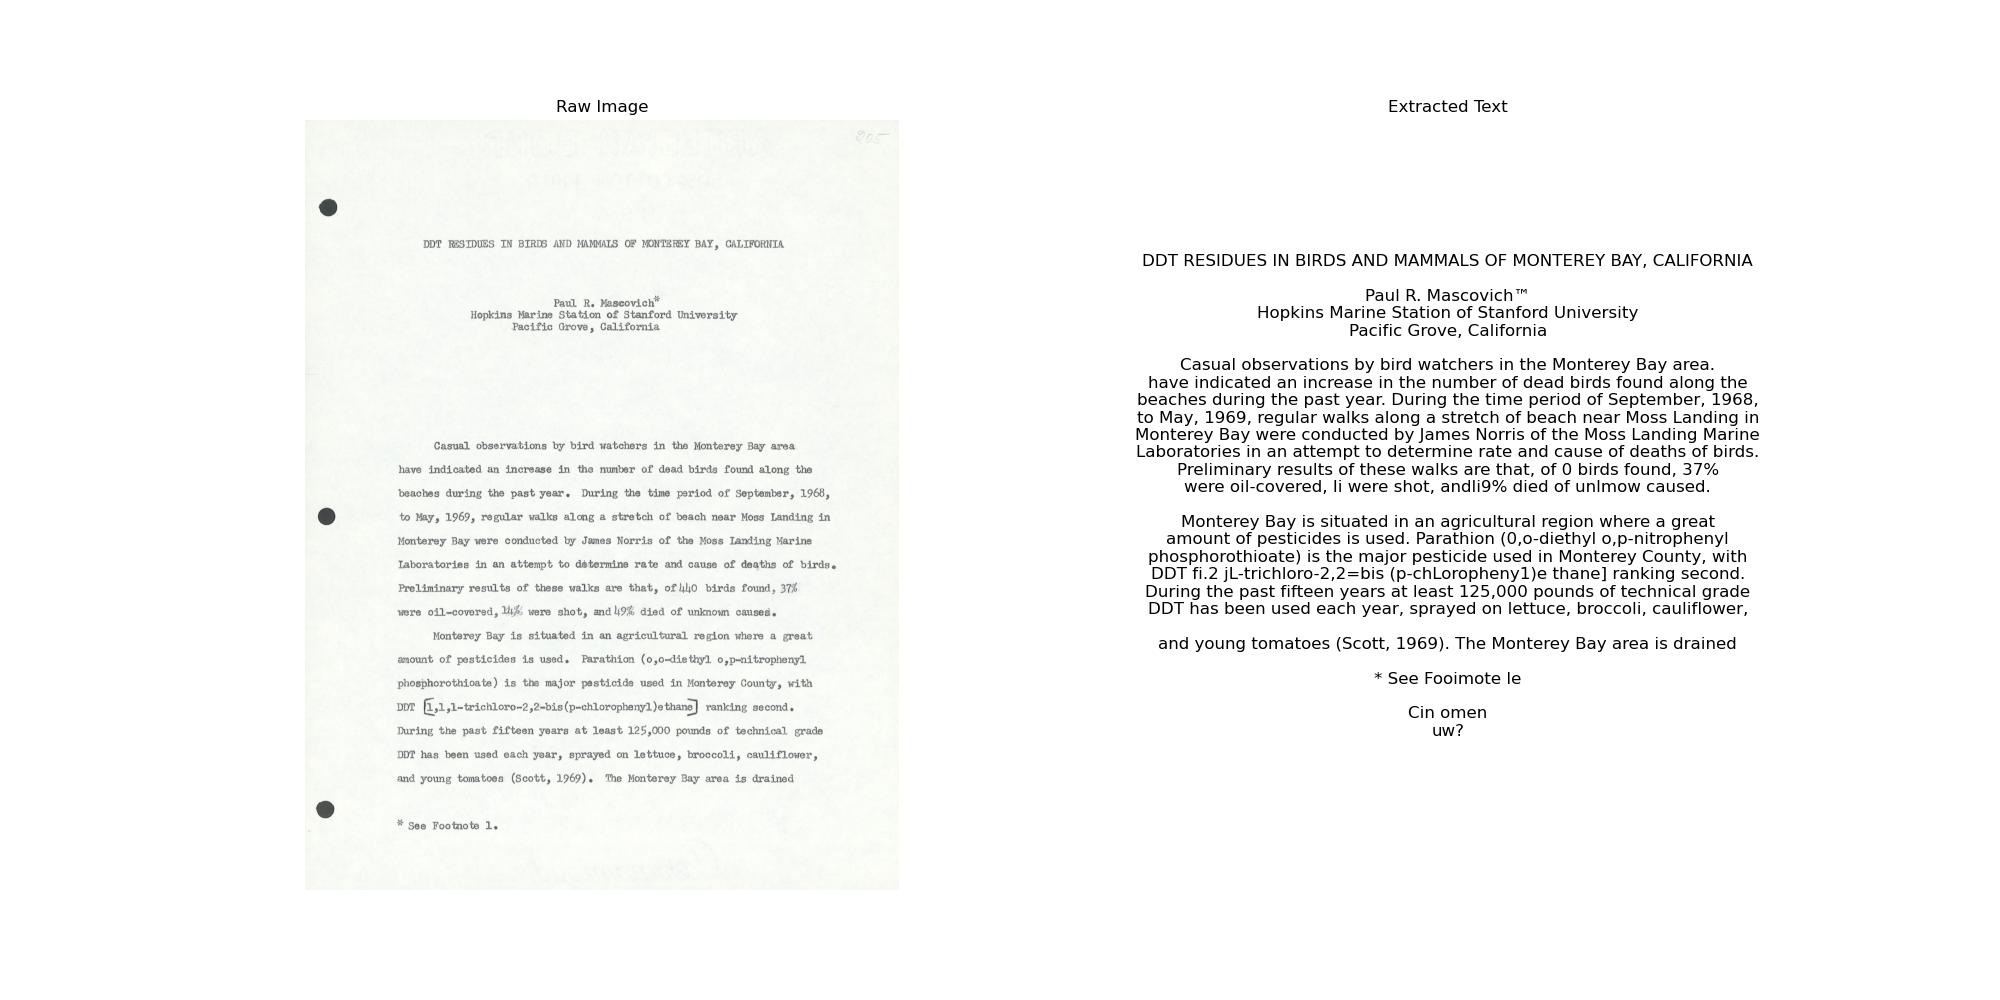 Raw Image
205
DDT RESIDUES IN BIRDS AND MAMMALS OF MONTEREY BAY, CALIFORNIA
Paul R. Mascovich*
Hopkins Marine Station of Stanford University
Pacific Grove, California
Casual observations by bird watchers in the Monterey Bay area
have indicated an increase in the number of dead birds found along the
beaches during the past year. During the time period of September, 1968,
to May, 1969, regular walks along a stretch of beach near Moss Landing in
Monterey Bay were conducted by James Norris of the Moss Landing Marine
Laboratories in an attempt to determine rate and cause of deaths of birds.
Preliminary results of these walks are that, of 440 birds found, 37%
were oil-covered, 14% were shot, and 49% died of unknown causes.
Monterey Bay is situated in an agricultural region where a great
amount of pesticides is used. Parathion (o,o-diethyl o,p-nitrophenyl
phosphorothioate) is the major pesticide used in Monterey County, with
DDT [1,1,1-trichloro-2,2-bis(p-chlorophenyl)ethane] ranking second.
During the past fifteen years at least 125,000 pounds of technical grade
DDT has been used each year, sprayed on lettuce, broccoli, cauliflower,
and young tomatoes (Scott, 1969). The Monterey Bay area is drained
* See Footnote 1.
Extracted Text
DDT RESIDUES IN BIRDS AND MAMMALS OF MONTEREY BAY, CALIFORNIA
Paul R. Mascovich™
Hopkins Marine Station of Stanford University
Pacific Grove, California
Casual observations by bird watchers in the Monterey Bay area.
have indicated an increase in the number of dead birds found along the
beaches during the past year. During the time period of September, 1968,
to May, 1969, regular walks along a stretch of beach near Moss Landing in
Monterey Bay were conducted by James Norris of the Moss Landing Marine
Laboratories in an attempt to determine rate and cause of deaths of birds.
Preliminary results of these walks are that, of 0 birds found, 37%
were oil-covered, li were shot, andli9% died of unlmow caused.
Monterey Bay is situated in an agricultural region where a great
amount of pesticides is used. Parathion (0,o-diethyl o,p-nitrophenyl
phosphorothioate) is the major pesticide used in Monterey County, with
DDT fi.2 jL-trichloro-2,2=bis (p-chLoropheny1)e thane] ranking second.
During the past fifteen years at least 125,000 pounds of technical grade
DDT has been used each year, sprayed on lettuce, broccoli, cauliflower,
and young tomatoes (Scott, 1969). The Monterey Bay area is drained
* See Fooimote le
Cin omen
uw?